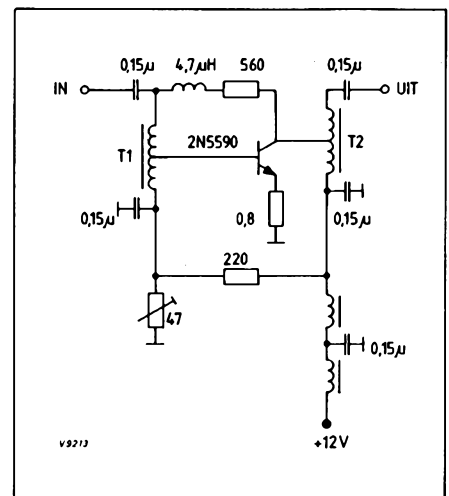 0,15µ
4,7µH
560
0,15µ
IN
UIT
T1
2N5590
T2
0,15µ
0,8
0,15µ
220
47
0,15µ
V9213
+12V